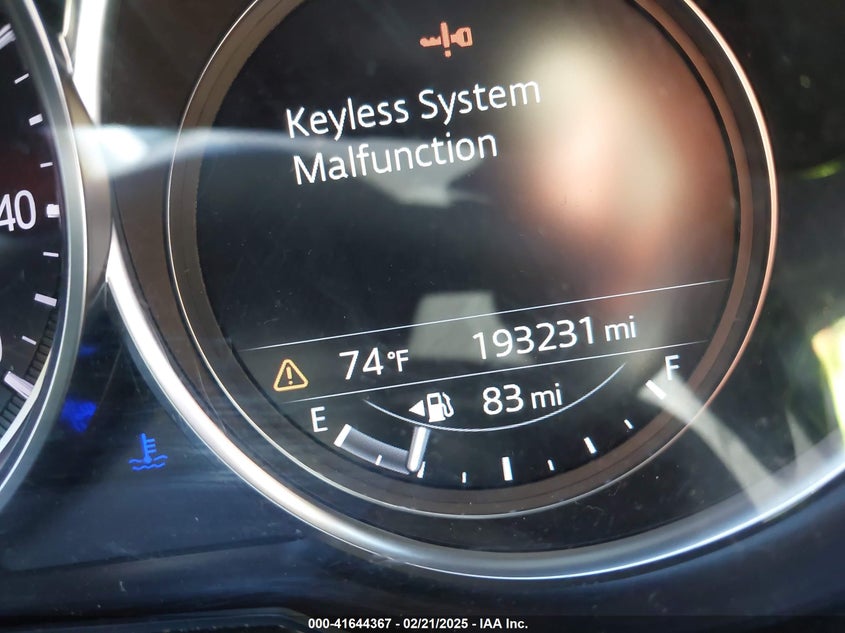 Keyless System
Malfunction
40
74°F
193231 mi
83 mi
E
F
000-41644367 - 02/21/2025 - IAA Inc.